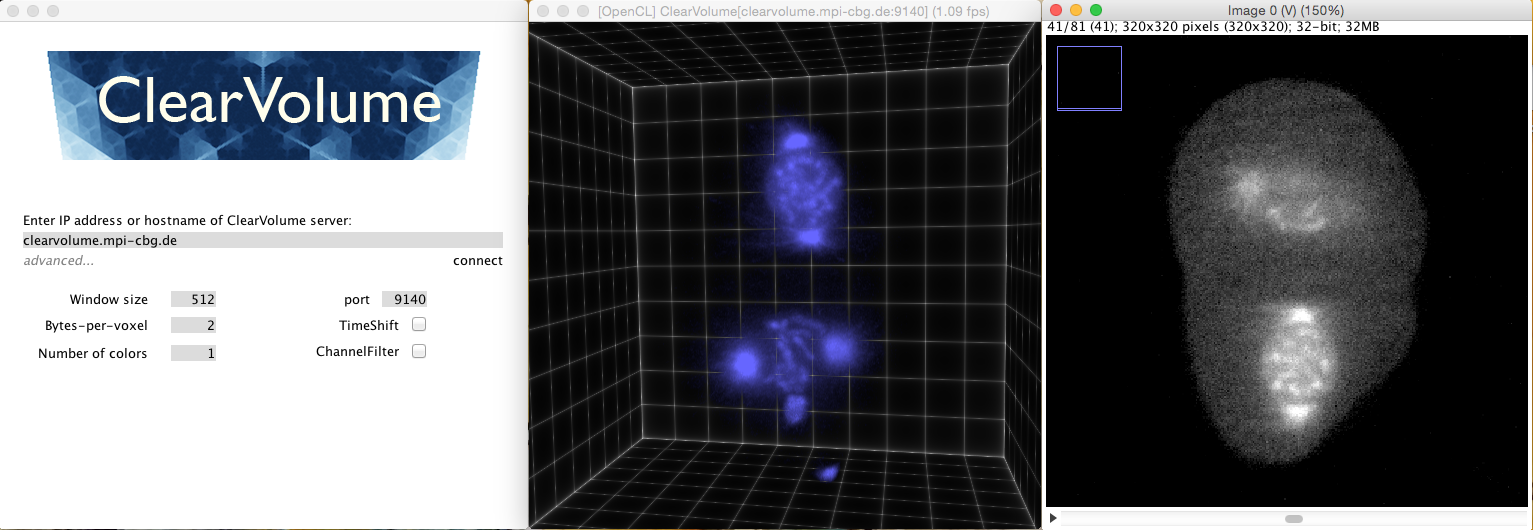 ClearVolume
Enter IP address or hostname of ClearVolume server:
clearvolume.mpi-cbg.de
advanced...
connect
Window size 512
port 9140
Bytes-per-voxel 2
TimeShift
Number of colors 1
ChannelFilter
[OpenCL] ClearVolume[clearvolume.mpi-cbg.de:9140] (1.09 fps)
Image 0 (V) (150%)
41/81 (41); 320x320 pixels (320x320); 32-bit; 32MB